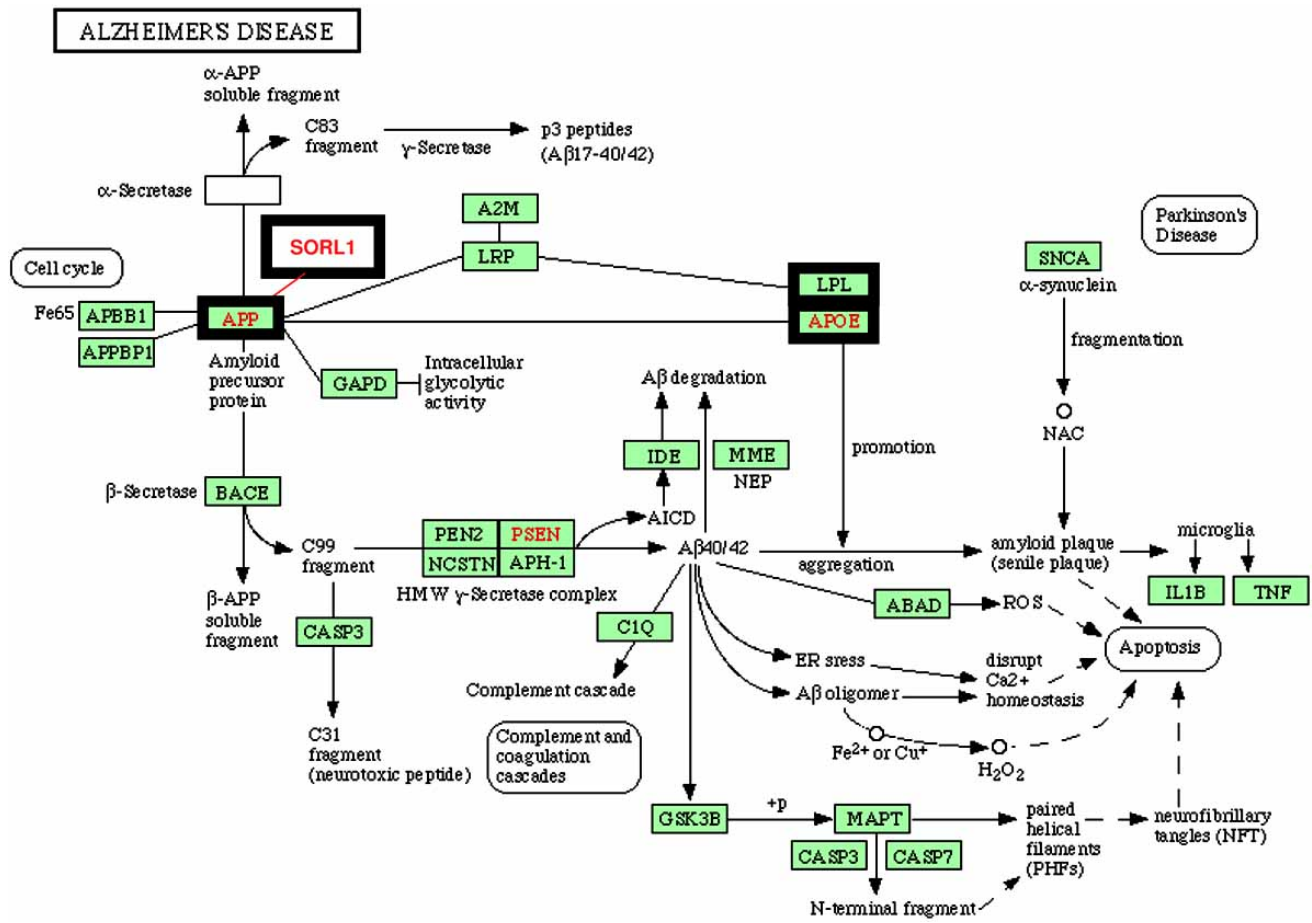 ALZHEIMER'S DISEASE
α-APP
soluble fragment
C83
fragment
γ-Secretase
p3 peptides
(Aβ17-40/42)
α-Secretase
A2M
Parkinson's
Disease
SORL1
LRP
SNCA
α-synuclein
Cell cycle
LPL
Fe65
APBB1
APP
APOE
fragmentation
APPBP1
Amyloid
precursor
protein
GAPD
Intracellular
glycolytic
activity
Aβ degradation
NAC
promotion
IDE
MME
NEP
β-Secretase
BACE
AICD
PEN2
PSEN
microglia
C99
fragment
NCSTN
APH-1
Aβ40/42
aggregation
amyloid plaque
(senile plaque)
HMW γ-Secretase complex
IL1B
TNF
β-APP
soluble
fragment
CASP3
C1Q
ABAD
ROS
Apoptosis
ER sress
disrupt
Ca2+
homeostasis
Complement cascade
Aβ oligomer
C31
fragment
(neurotoxic peptide)
Complement and
coagulation
cascades
Fe2+ or Cu+
H2O2
GSK3B
+p
MAPT
paired
helical
filaments
(PHFs)
neurofibrillary
tangles (NFT)
CASP3
CASP7
N-terminal fragment